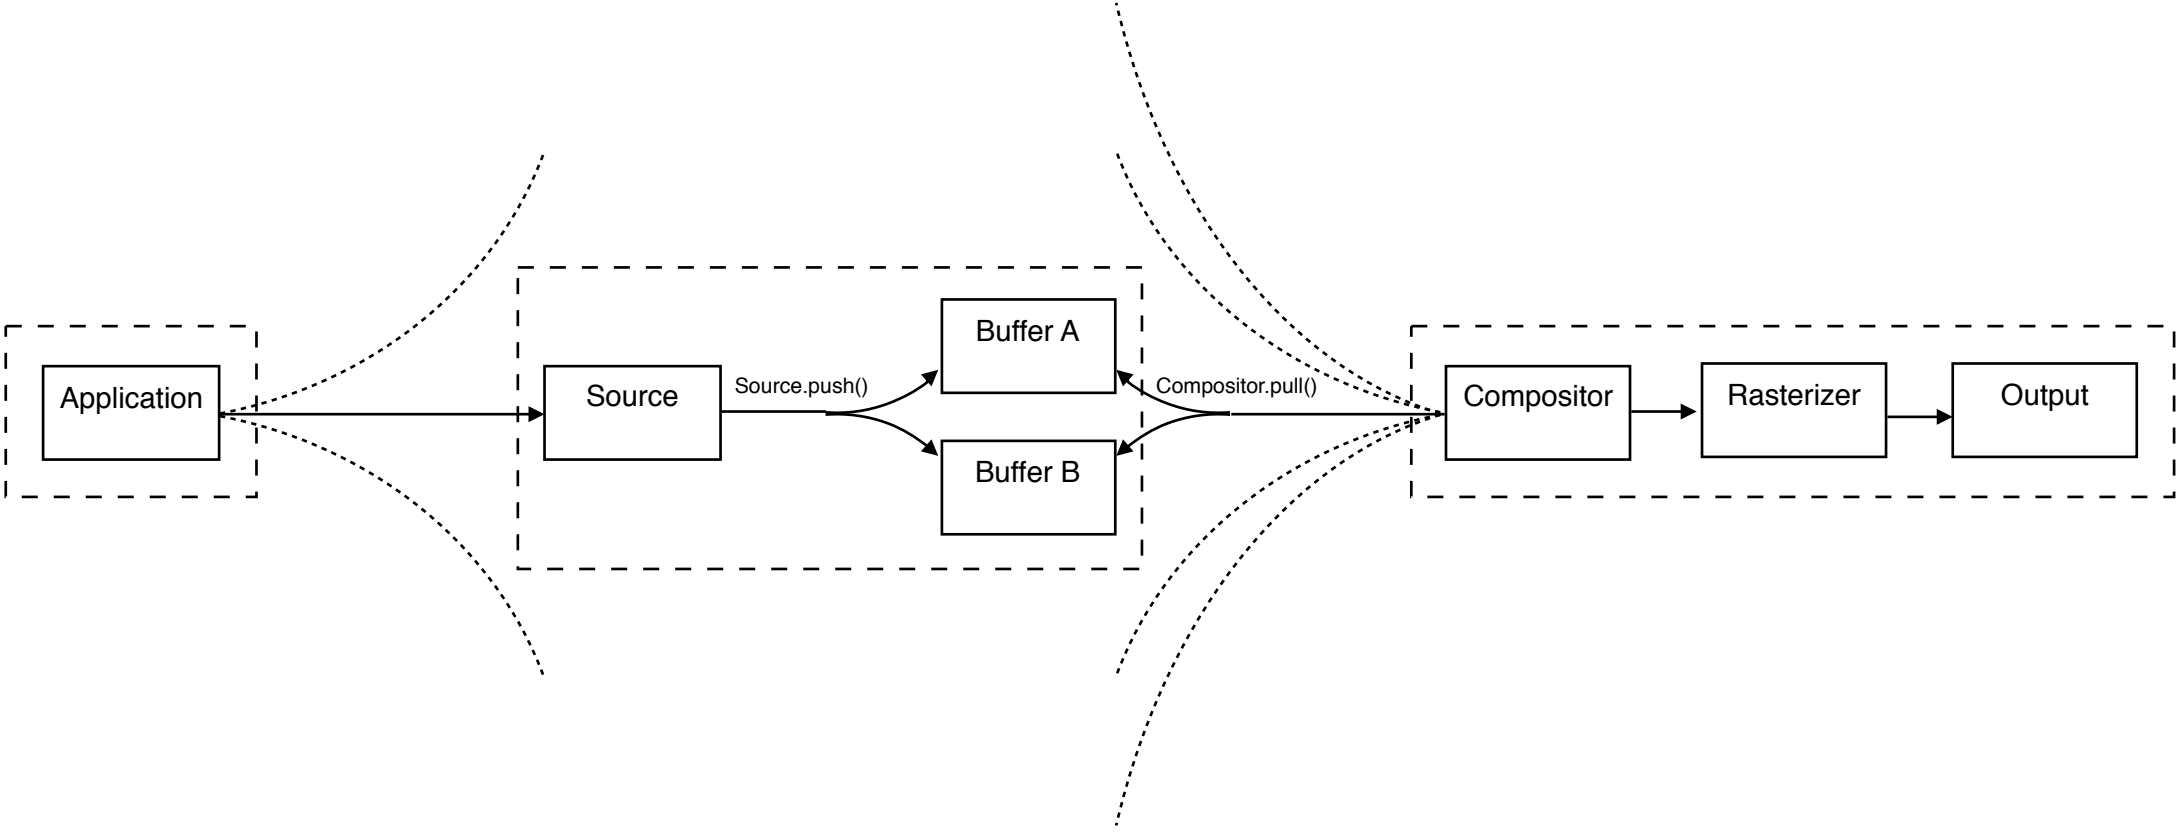 Application
Source
Source.push()
Buffer A
Buffer B
Compositor.pull()
Compositor
Rasterizer
Output